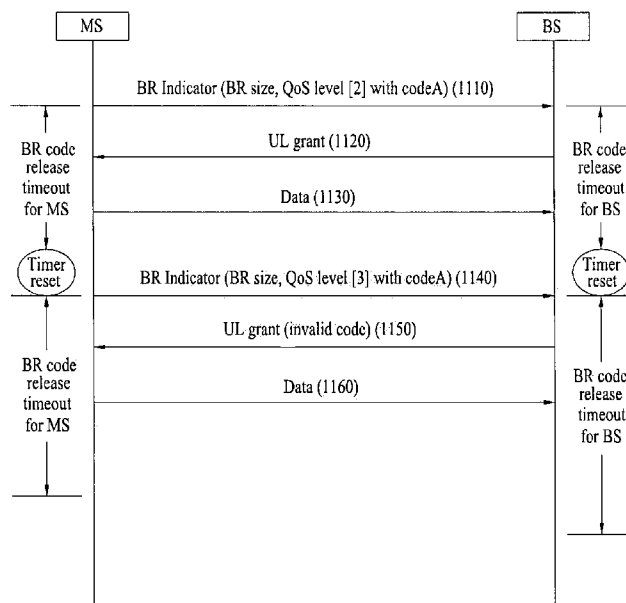 MS
BS
BR Indicator (BR size, QoS level [2] with codeA) (1110)
BR code
release
timeout
for MS
UL grant (1120)
BR code
release
timeout
for BS
Data (1130)
Timer
reset
BR Indicator (BR size, QoS level [3] with codeA) (1140)
Timer
reset
UL grant (invalid code) (1150)
BR code
release
timeout
for MS
Data (1160)
BR code
release
timeout
for BS